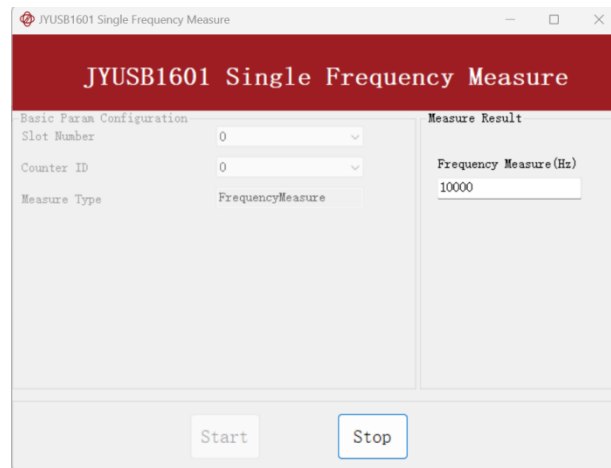 JYUSB1601 Single Frequency Measure
JYUSB1601 Single Frequency Measure
Basic Param Configuration
Slot Number
0
Counter ID
0
Measure Type
FrequencyMeasure
Measure Result
Frequency Measure(Hz)
10000
Start
Stop